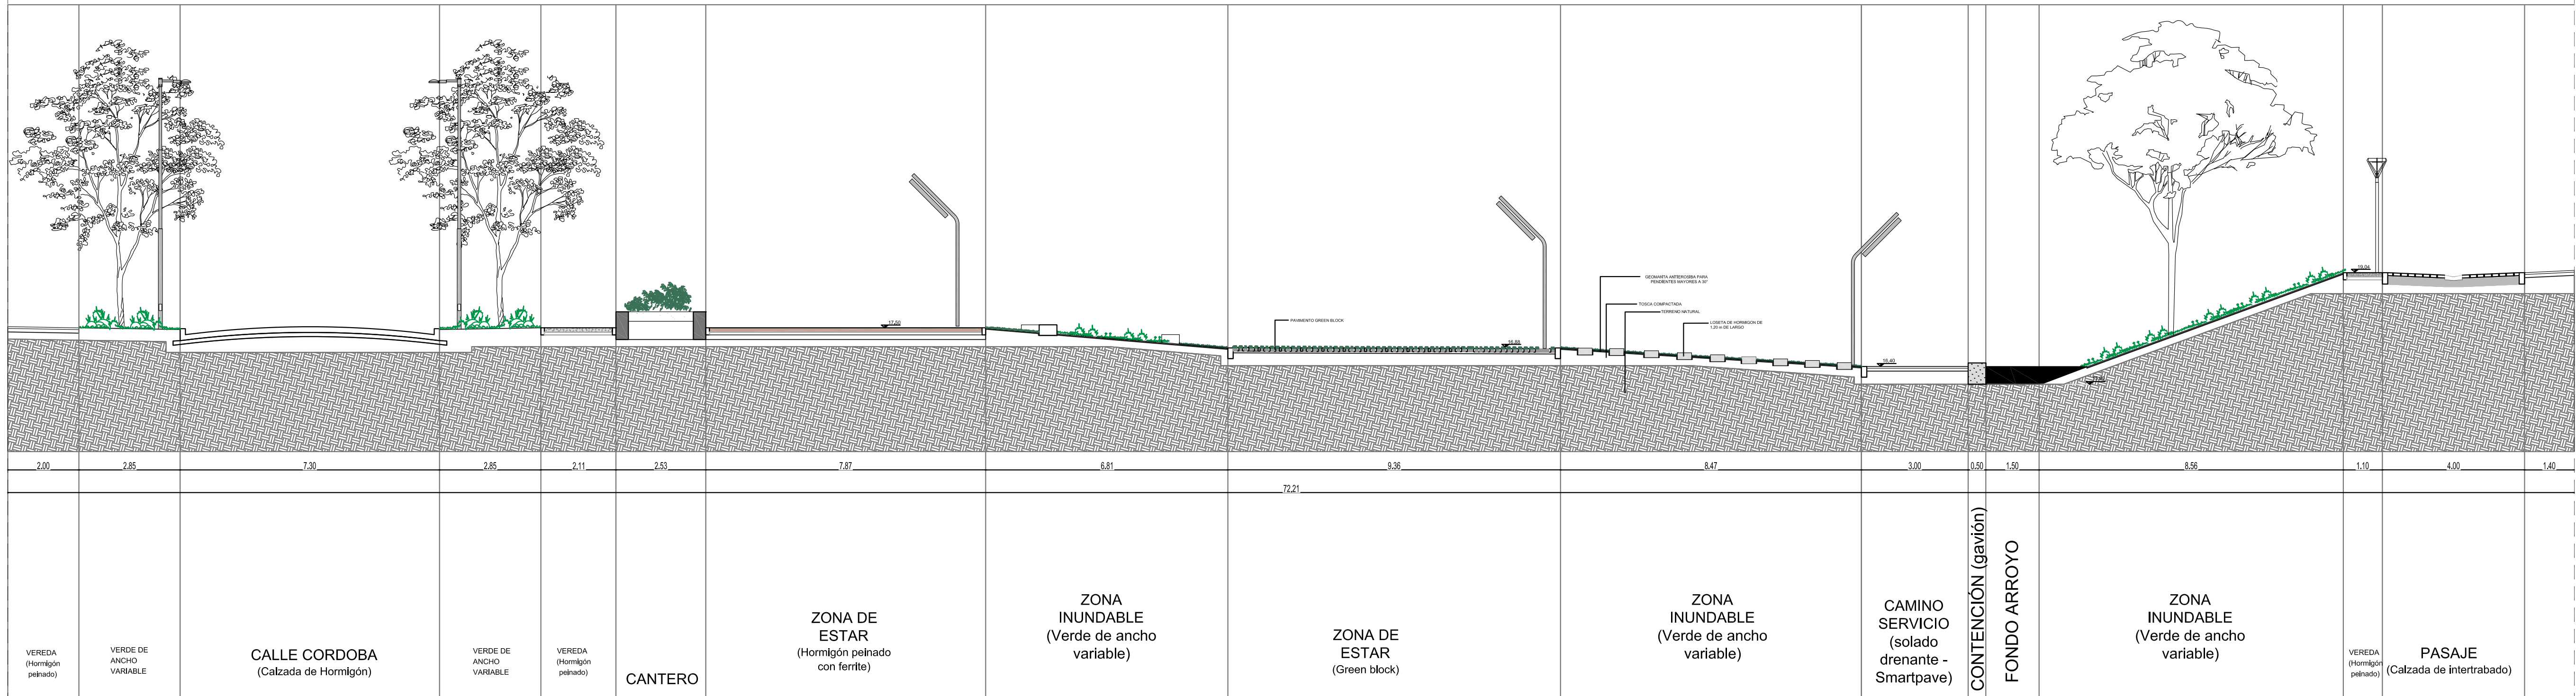 GEOMANTA ANTIEROSIBA PARA
PENDIENTES MAYORES A 30°
TOSCA COMPACTADA
TERRENO NATURAL
LOSETA DE HORMIGON DE
1,20 m DE LARGO
PAVIMENTO GREEN BLOCK
17,50
16,86
16,40
19,04
2.00
2.85
7.30
2.85
2.11
2.53
7.87
6.81
9.36
8.47
3.00
0.50
1.50
8.56
1.10
4.00
1.40
72.21
VEREDA
(Hormigón
peinado)
VERDE DE
ANCHO
VARIABLE
CALLE CORDOBA
(Calzada de Hormigón)
VERDE DE
ANCHO
VARIABLE
VEREDA
(Hormigón
peinado)
CANTERO
ZONA DE
ESTAR
(Hormigón peinado
con ferrite)
ZONA
INUNDABLE
(Verde de ancho
variable)
ZONA DE
ESTAR
(Green block)
ZONA
INUNDABLE
(Verde de ancho
variable)
CAMINO
SERVICIO
(solado
drenante -
Smartpave)
CONTENCIÓN (gavión)
FONDO ARROYO
ZONA
INUNDABLE
(Verde de ancho
variable)
VEREDA
(Hormigón
peinado)
PASAJE
(Calzada de intertrabado)